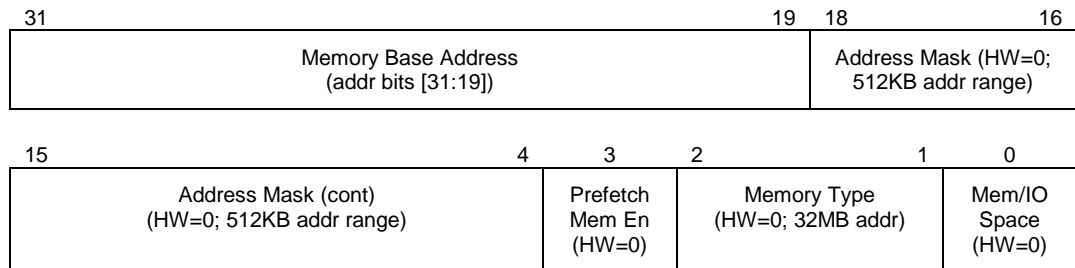 31 19 18 16
Memory Base Address
(addr bits [31:19])
Address Mask (HW=0;
512KB addr range)
15 4 3 2 1 0
Address Mask (cont)
(HW=0; 512KB addr range)
Prefetch
Mem En
(HW=0)
Memory Type
(HW=0; 32MB addr)
Mem/IO
Space
(HW=0)